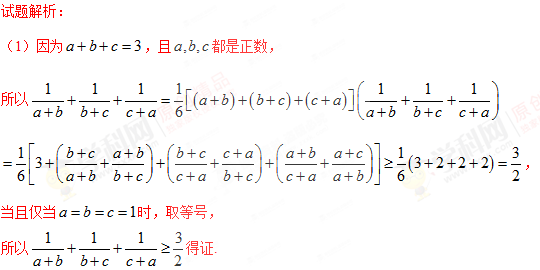 试题解析:
(1)因为a+b+c=3,且a,b,c都是正数,
所以 1/(a+b) + 1/(b+c) + 1/(c+a) = 1/6[(a+b)+(b+c)+(c+a)](1/(a+b) + 1/(b+c) + 1/(c+a))
= 1/6[3+((b+c)/(a+b) + (a+b)/(b+c))+((b+c)/(c+a) + (c+a)/(b+c))+((a+b)/(c+a) + (a+c)/(a+b))] ≥ 1/6(3+2+2+2) = 3/2,
当且仅当a=b=c=1时,取等号,
所以 1/(a+b) + 1/(b+c) + 1/(c+a) ≥ 3/2 得证.